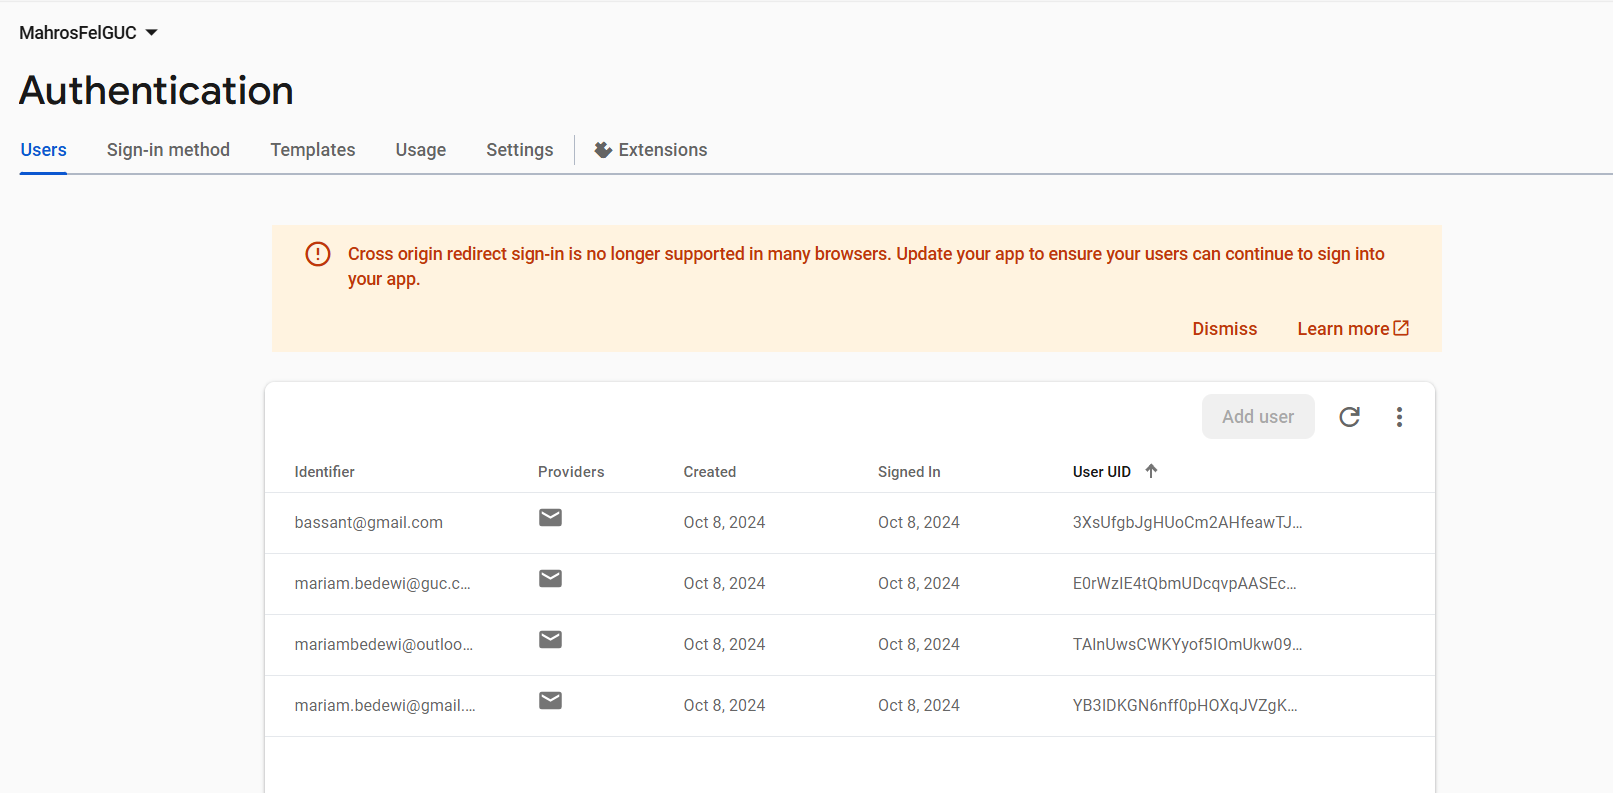 MahrosFelGUC
Authentication
Users Sign-in method Templates Usage Settings Extensions
Cross origin redirect sign-in is no longer supported in many browsers. Update your app to ensure your users can continue to sign into
your app.
Dismiss Learn more
Add user
Identifier Providers Created Signed In User UID
bassant@gmail.com Oct 8, 2024 Oct 8, 2024 3XsUfgbJgHUoCm2AHfeawTJ...
mariam.bedewi@guc.c... Oct 8, 2024 Oct 8, 2024 E0rWzIE4tQbmUDcqvpAASEc...
mariambedewi@outloo... Oct 8, 2024 Oct 8, 2024 TAlnUwsCWKYyof5IOmUkw09...
mariam.bedewi@gmail.... Oct 8, 2024 Oct 8, 2024 YB3IDKGN6nff0pHOXqJVZgK...